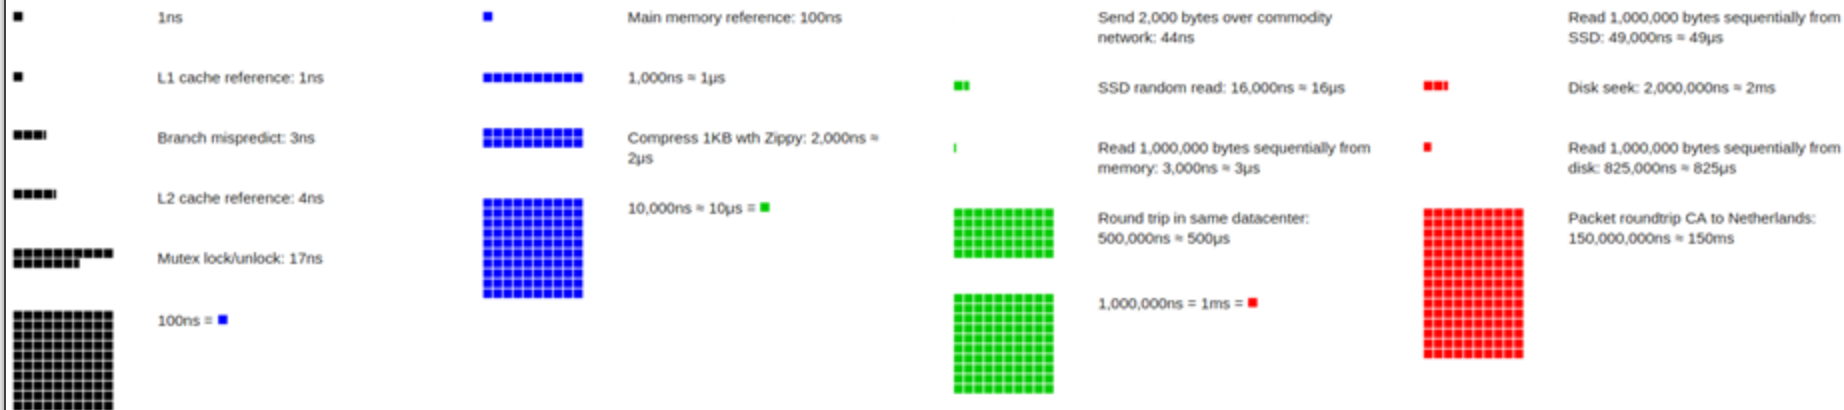 1ns
L1 cache reference: 1ns
Branch mispredict: 3ns
L2 cache reference: 4ns
Mutex lock/unlock: 17ns
100ns =
Main memory reference: 100ns
1,000ns ≈ 1µs
Compress 1KB wth Zippy: 2,000ns ≈
2µs
10,000ns ≈ 10µs =
Send 2,000 bytes over commodity
network: 44ns
SSD random read: 16,000ns ≈ 16µs
Read 1,000,000 bytes sequentially from
memory: 3,000ns ≈ 3µs
Round trip in same datacenter:
500,000ns ≈ 500µs
1,000,000ns = 1ms =
Read 1,000,000 bytes sequentially from
SSD: 49,000ns ≈ 49µs
Disk seek: 2,000,000ns ≈ 2ms
Read 1,000,000 bytes sequentially from
disk: 825,000ns ≈ 825µs
Packet roundtrip CA to Netherlands:
150,000,000ns ≈ 150ms